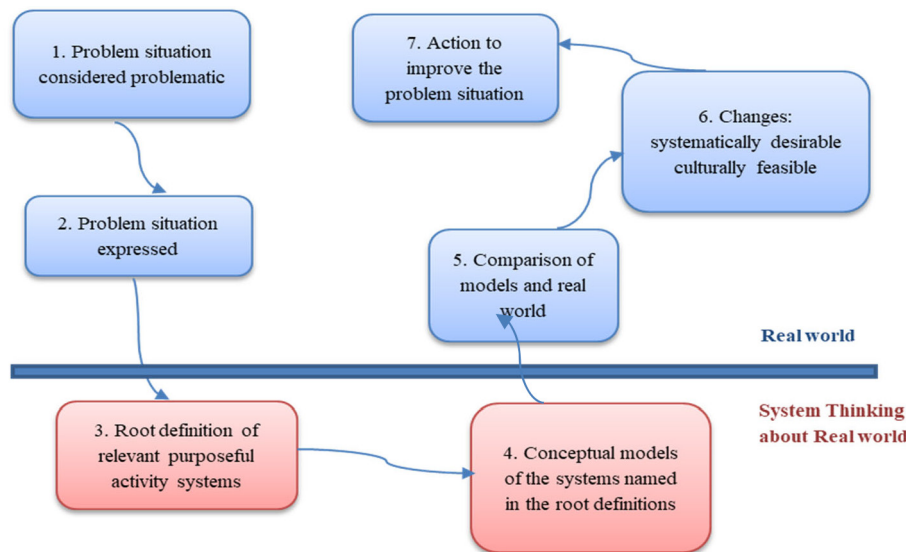 1. Problem situation
considered problematic
2. Problem situation
expressed
3. Root definition of
relevant purposeful
activity systems
4. Conceptual models
of the systems named
in the root definitions
5. Comparison of
models and real
world
6. Changes:
systematically desirable
culturally feasible
7. Action to
improve the
problem situation
Real world
System Thinking
about Real world